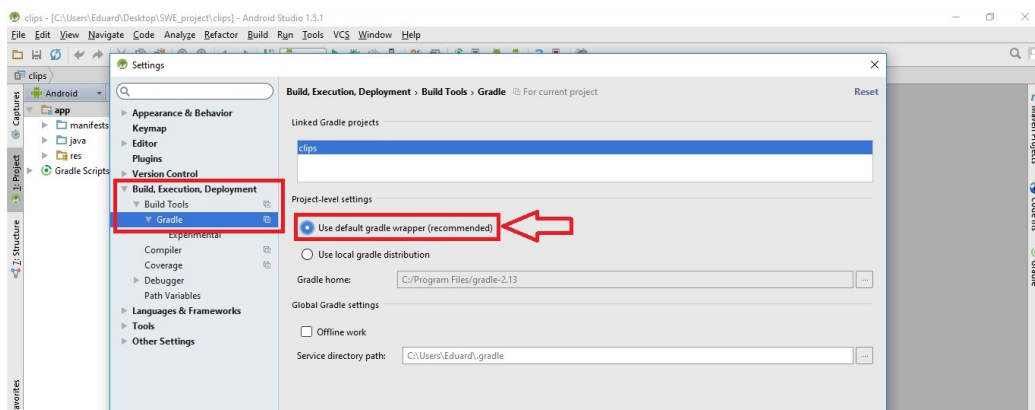 clips - [C:\Users\Eduard\Desktop\SWE_project\clips] - Android Studio 1.5.1
File Edit View Navigate Code Analyze Refactor Build Run Tools VCS Window Help
clips
Settings
Captures
1: Project
7: Structure
Android
app
manifests
java
res
Gradle Scripts
Appearance & Behavior
Keymap
Editor
Plugins
Version Control
Build, Execution, Deployment
Build Tools
Gradle
Experimental
Compiler
Coverage
Debugger
Path Variables
Languages & Frameworks
Tools
Other Settings
Build, Execution, Deployment › Build Tools › Gradle For current project Reset
Linked Gradle projects
clips
Project-level settings
Use default gradle wrapper (recommended)
Use local gradle distribution
Gradle home: C:/Program Files/gradle-2.13 ...
Global Gradle settings
Offline work
Service directory path: C:\Users\Eduard\.gradle ...
Maven Projects
Gradle